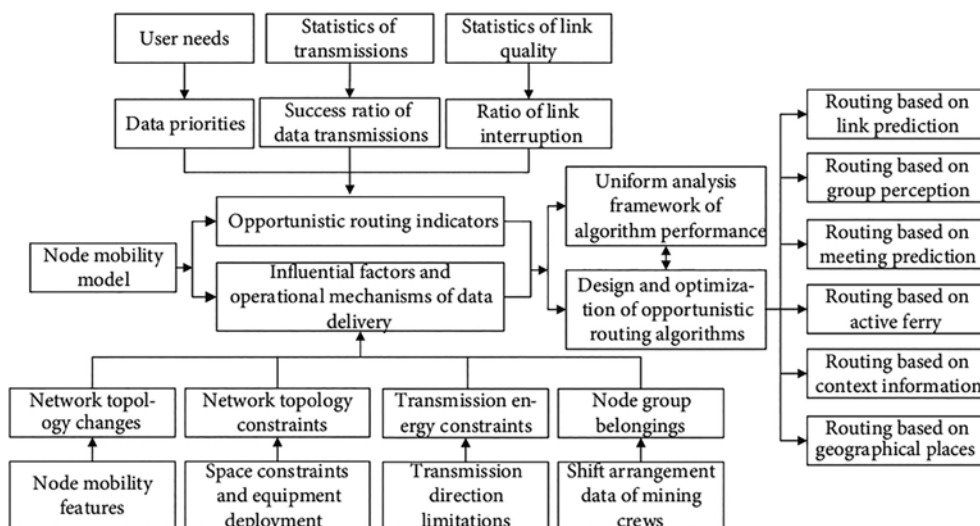 User needs
Statistics of
transmissions
Statistics of link
quality
Data priorities
Success ratio of
data transmissions
Ratio of link
interruption
Opportunistic routing indicators
Node mobility
model
Influential factors and
operational mechanisms of data
delivery
Uniform analysis
framework of
algorithm performance
Design and optimiza-
tion of opportunistic
routing algorithms
Routing based on
link prediction
Routing based on
group perception
Routing based on
meeting prediction
Routing based on
active ferry
Routing based on
context information
Routing based on
geographical places
Network topol-
ogy changes
Network topology
constraints
Transmission en-
ergy constraints
Node group
belongings
Node mobility
features
Space constraints
and equipment
deployment
Transmission
direction
limitations
Shift arrangement
data of mining
crews